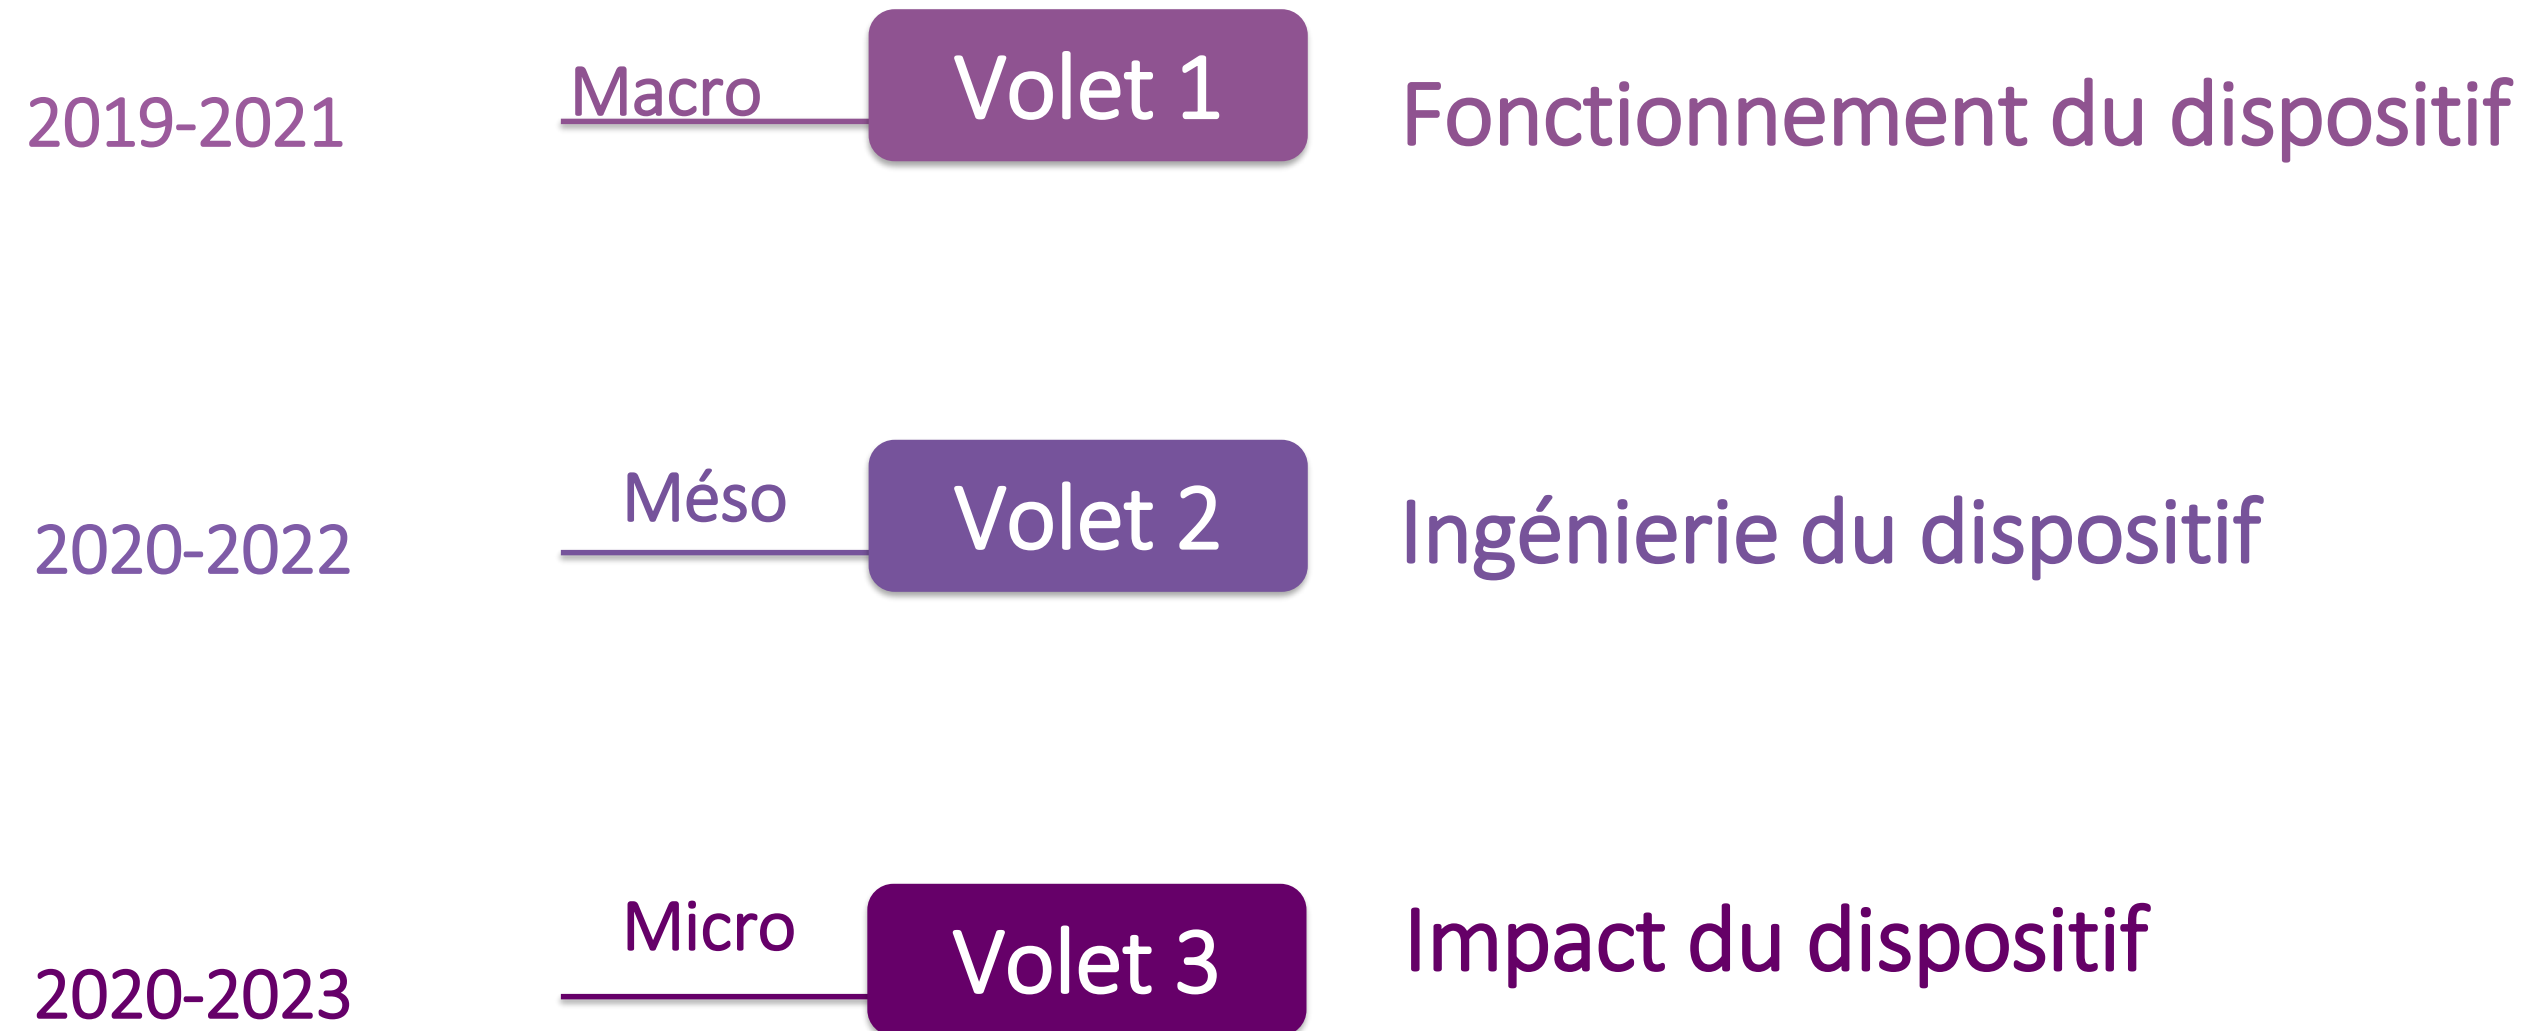 2019-2021 Macro Volet 1 Fonctionnement du dispositif
2020-2022 Méso Volet 2 Ingénierie du dispositif
2020-2023 Micro Volet 3 Impact du dispositif